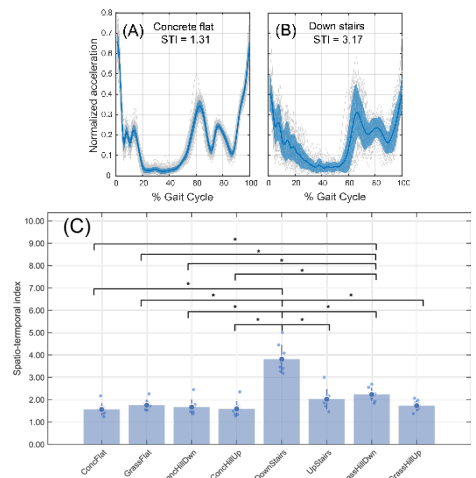 (A) Concrete flat
STI = 1.31
(B) Down stairs
STI = 3.17
Normalized acceleration
0.8
0.7
0.6
0.5
0.4
0.3
0.2
0.1
0
0 20 40 60 80 100
0 20 40 60 80 100
% Gait Cycle
% Gait Cycle
(C)
Spatio-termporal index
10.00
9.00
8.00
7.00
6.00
5.00
4.00
3.00
2.00
1.00
0.00
* * * * * * * * * * *
ConcFlat
GrassFlat
ConcHillDwn
ConcHillUp
DownStairs
UpStairs
GrassHillDwn
GrassHillUp